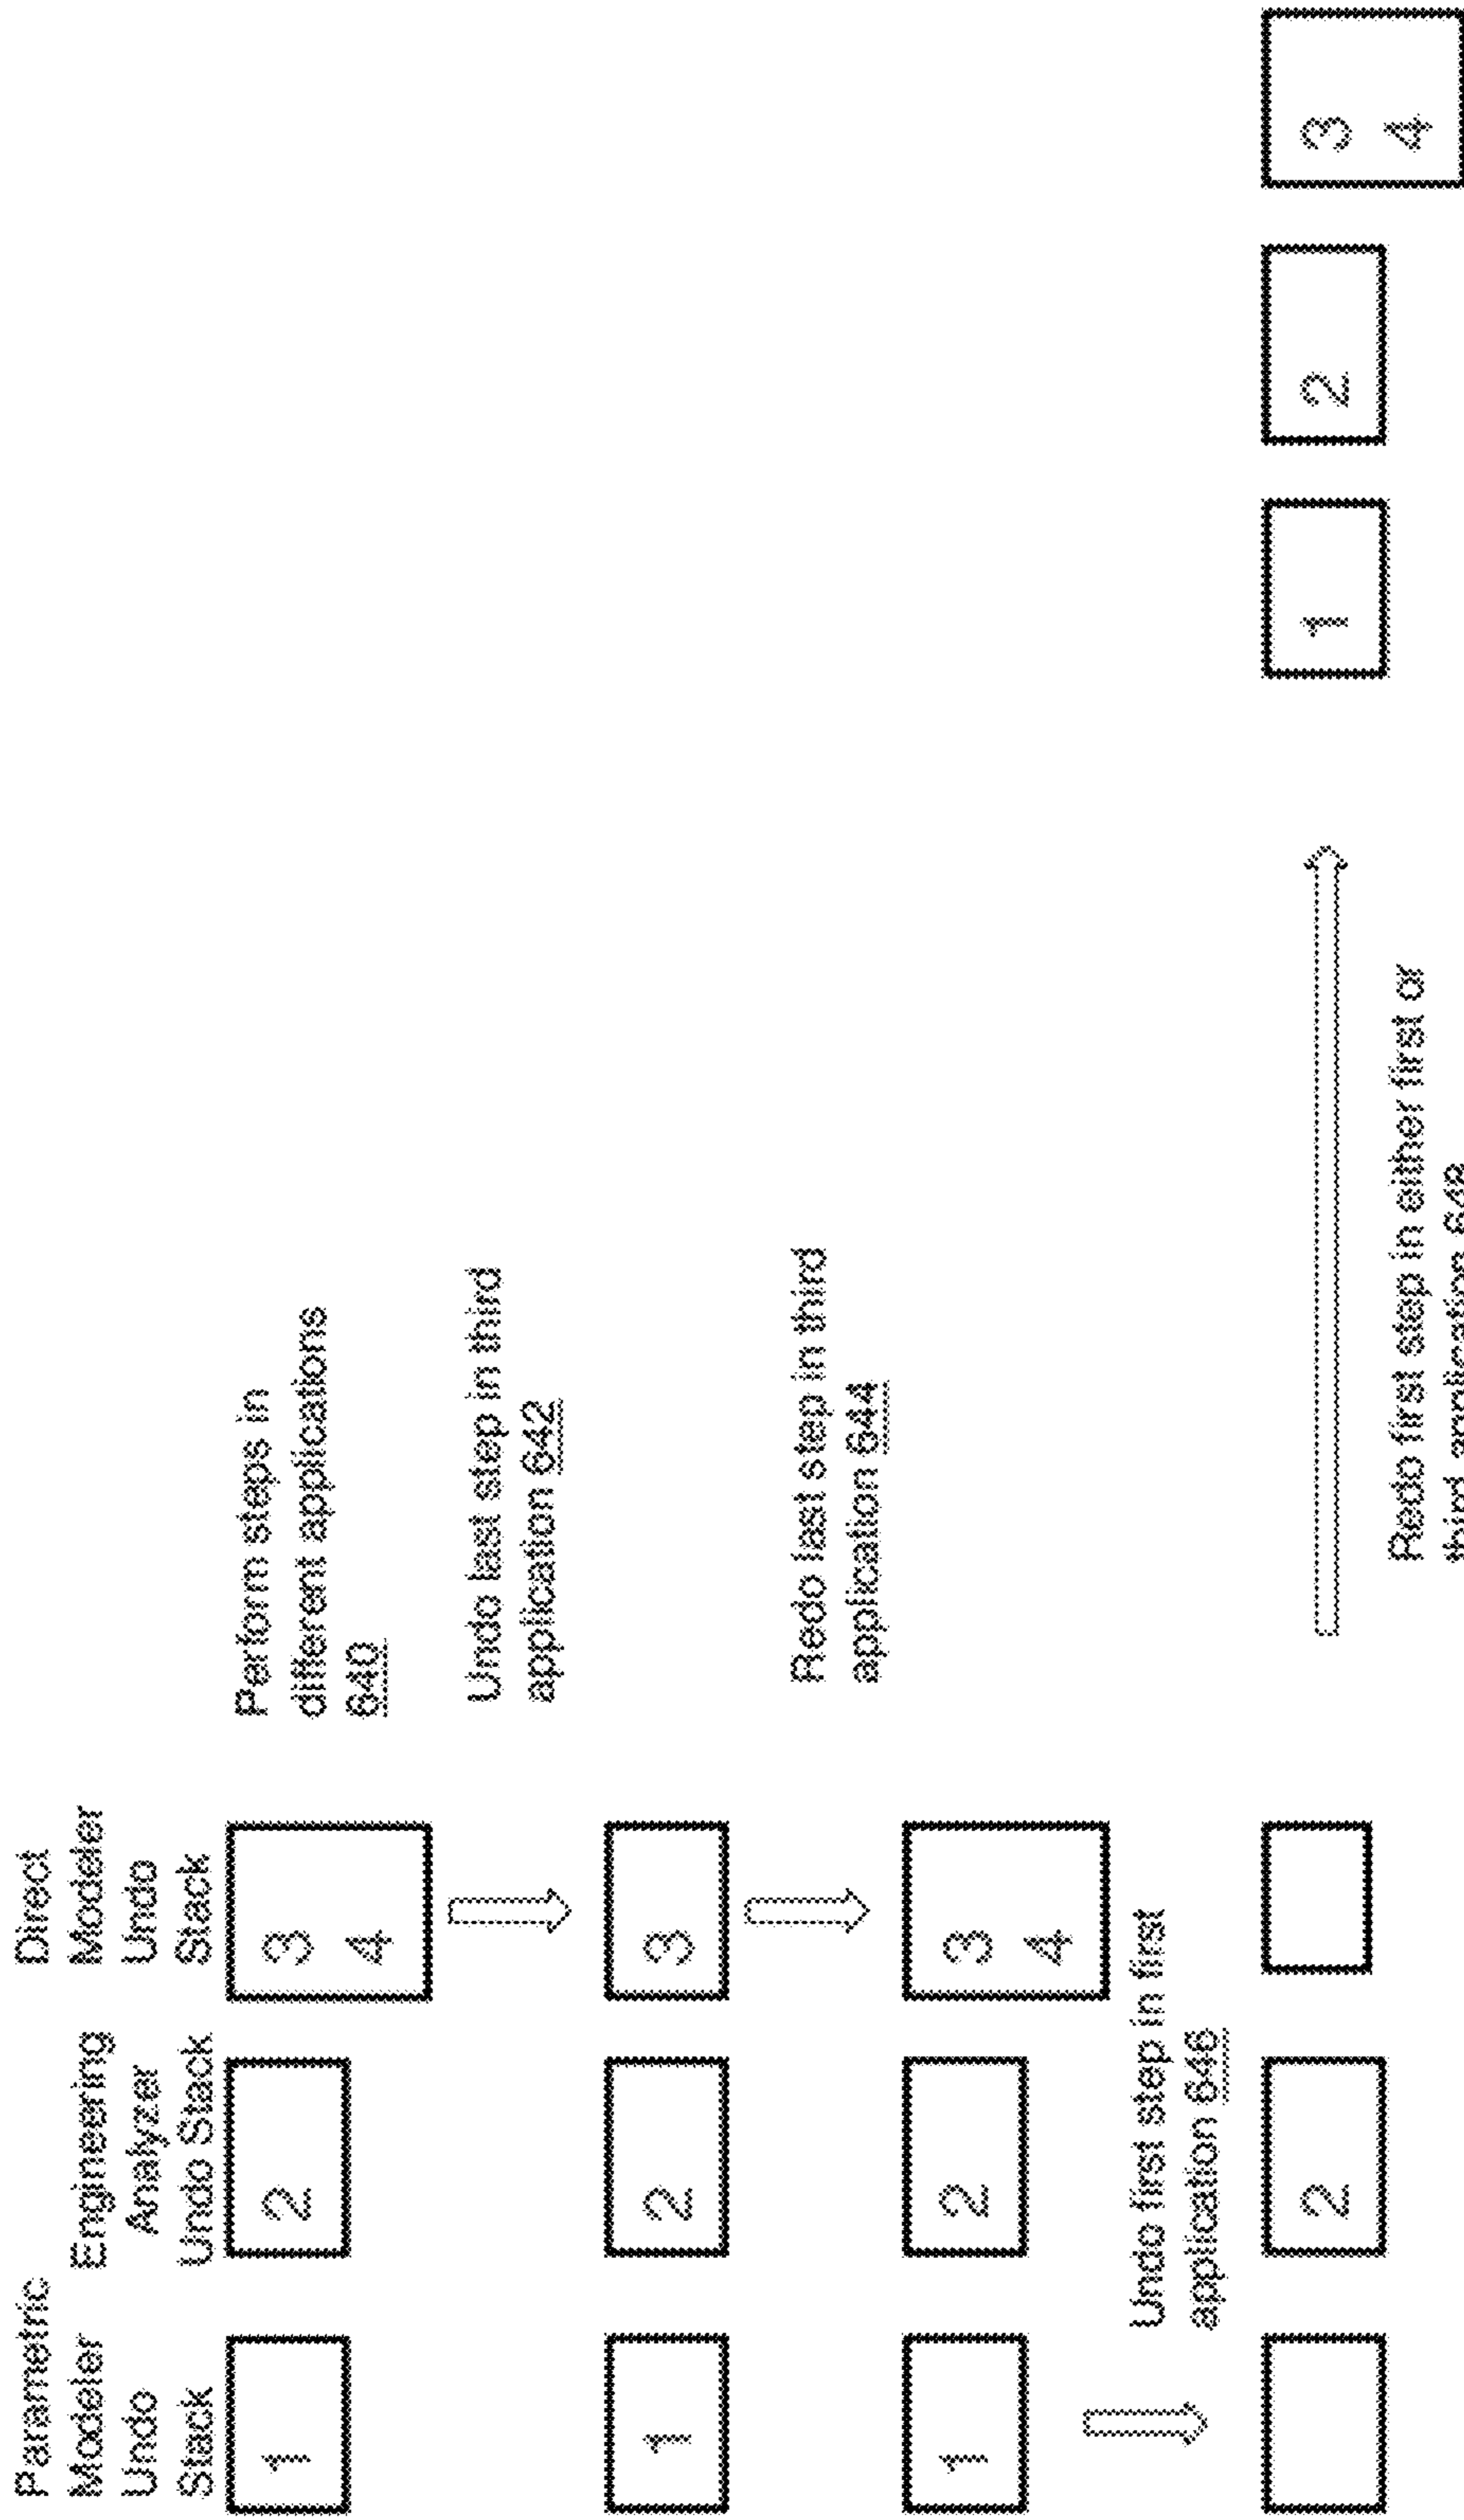 Parametric
Modeler
Undo
Stack
Engineering
Analyzer
Undo Stack
Direct
Modeler
Undo
Stack
1
2
3
4
Perform steps in
different applications
640
Undo last step in third
application 642
1
2
3
Redo last step in third
application 644
1
2
3
4
Undo first step in first
application 646
2
1
2
3
4
Redo first step in either first or
third application 648